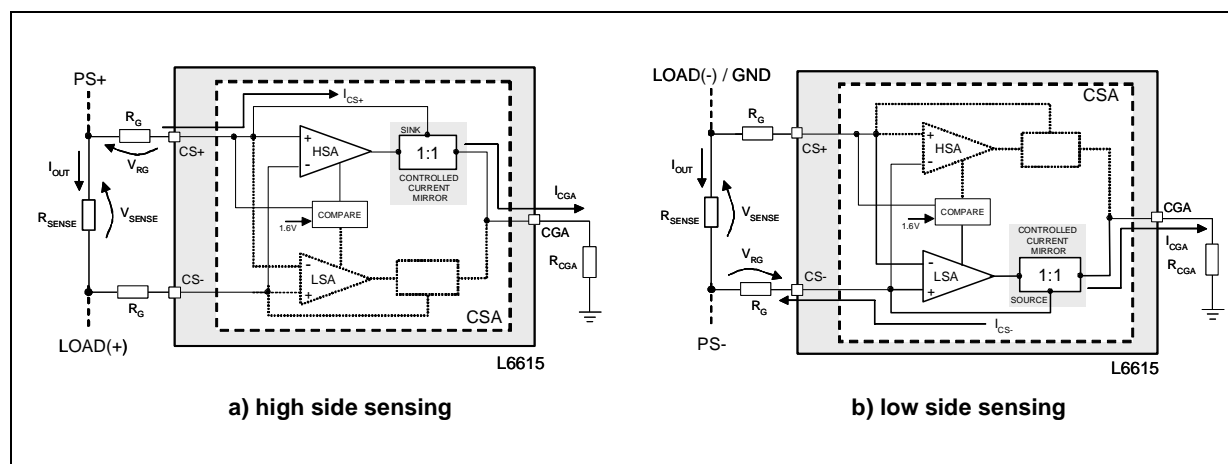 PS+
R_G
V_RG
I_OUT
R_SENSE
V_SENSE
R_G
LOAD(+)
CS+
CS-
I_CS+
+
-
HSA
SINK
1:1
CONTROLLED
CURRENT
MIRROR
COMPARE
1.6V
-
+
LSA
CSA
I_CGA
CGA
R_CGA
L6615
a) high side sensing
LOAD(-) / GND
R_G
I_OUT
R_SENSE
V_SENSE
V_RG
R_G
PS-
CS+
CS-
CSA
+
-
HSA
COMPARE
1.6V
-
+
LSA
CONTROLLED
CURRENT
MIRROR
1:1
SOURCE
I_CS-
CGA
I_CGA
R_CGA
L6615
b) low side sensing